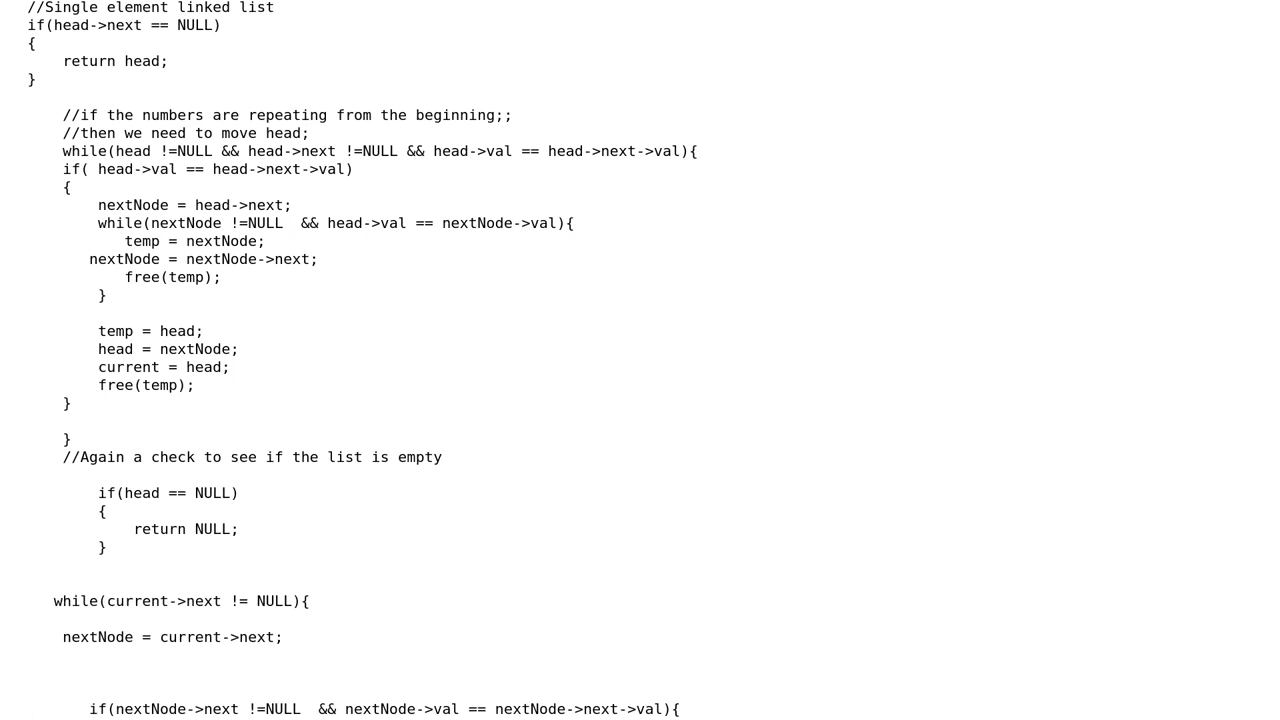 //Single element linked list
if(head->next == NULL)
{
    return head;
}
//if the numbers are repeating from the beginning;;
//then we need to move head;
while(head !=NULL && head->next !=NULL && head->val == head->next->val){
if( head->val == head->next->val)
{
nextNode = head->next;
while(nextNode !=NULL  && head->val == nextNode->val){
temp = nextNode;
nextNode = nextNode->next;
free(temp);
}
temp = head;
head = nextNode;
current = head;
free(temp);
}
}
//Again a check to see if the list is empty
if(head == NULL)
{
return NULL;
}
while(current->next != NULL){
nextNode = current->next;
if(nextNode->next !=NULL  && nextNode->val == nextNode->next->val){